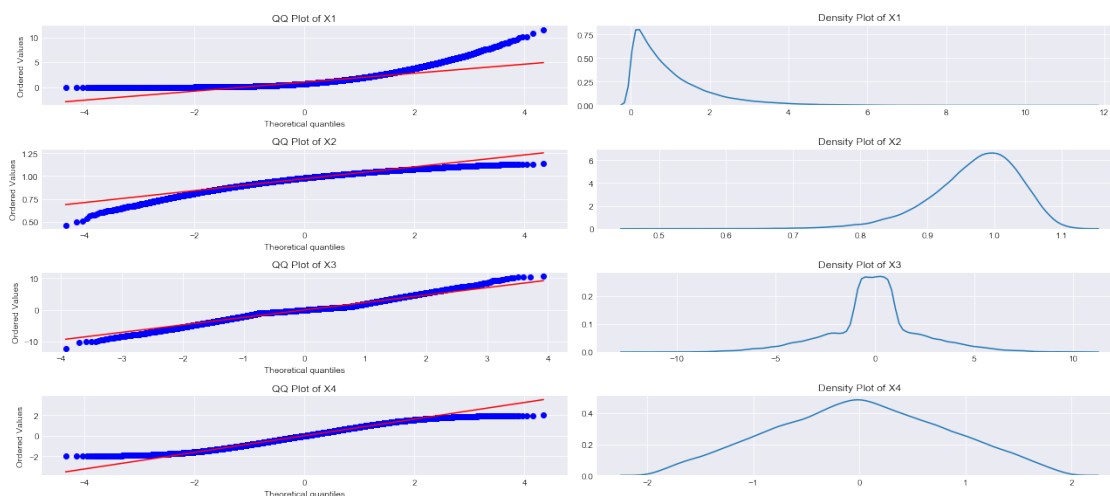 QQ Plot of X1
Density Plot of X1
Ordered Values
10
5
0
−4 −2 0 2 4
Theoretical quantiles
0.75
0.50
0.25
0.00
0 2 4 6 8 10 12
QQ Plot of X2
Density Plot of X2
Ordered Values
1.25
1.00
0.75
0.50
−4 −2 0 2 4
Theoretical quantiles
6
4
2
0
0.5 0.6 0.7 0.8 0.9 1.0 1.1
QQ Plot of X3
Density Plot of X3
Ordered Values
10
0
−10
−4 −3 −2 −1 0 1 2 3 4
Theoretical quantiles
0.2
0.1
0.0
−10 −5 0 5 10
QQ Plot of X4
Density Plot of X4
Ordered Values
2
0
−2
−4 −2 0 2 4
Theoretical quantiles
0.4
0.2
0.0
−2 −1 0 1 2